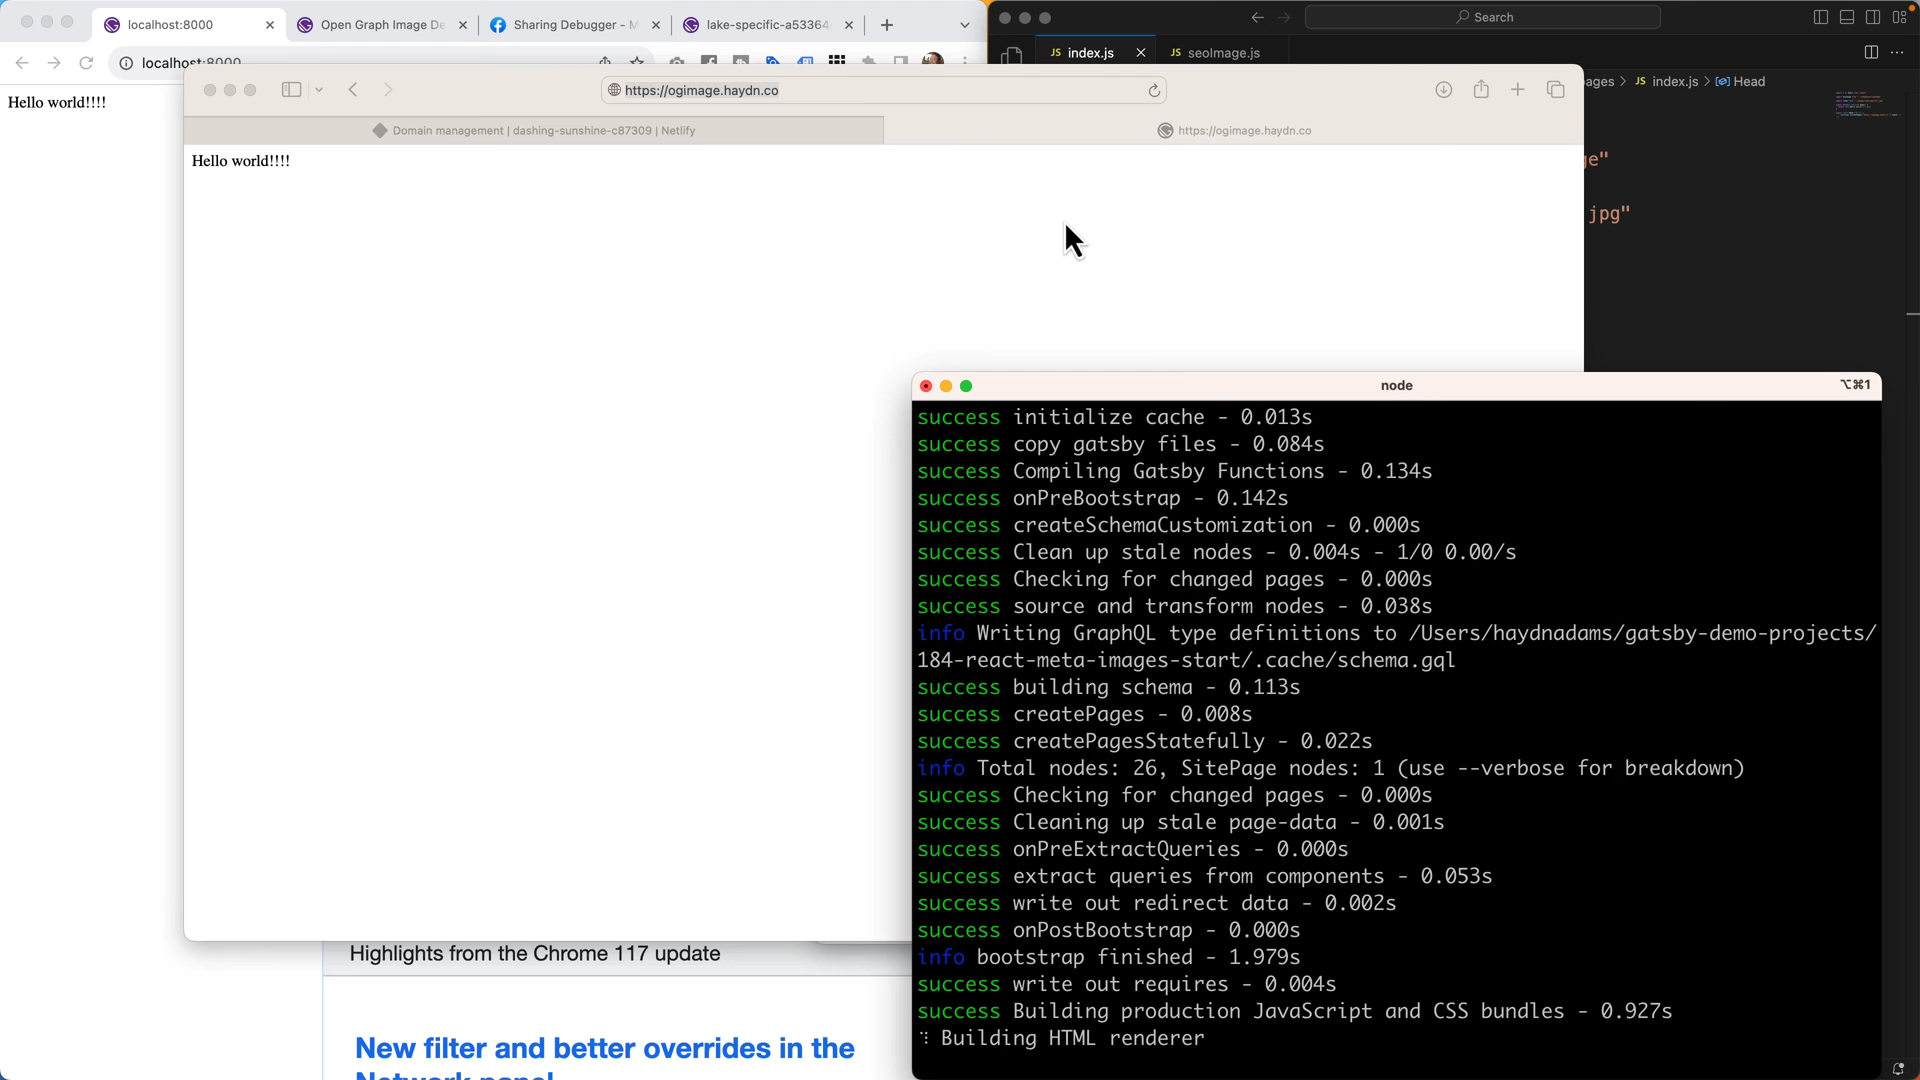 localhost:8000
Open Graph Image De
Sharing Debugger - M
lake-specific-a53364
localhost:8000
Hello world!!!!
Search
JS index.js
JS seoImage.js
ages > JS index.js > Head
ge"
jpg"
https://ogimage.haydn.co
Domain management | dashing-sunshine-c87309 | Netlify
https://ogimage.haydn.co
Hello world!!!!
node
⌥⌘1
success initialize cache - 0.013s
success copy gatsby files - 0.084s
success Compiling Gatsby Functions - 0.134s
success onPreBootstrap - 0.142s
success createSchemaCustomization - 0.000s
success Clean up stale nodes - 0.004s - 1/0 0.00/s
success Checking for changed pages - 0.000s
success source and transform nodes - 0.038s
info Writing GraphQL type definitions to /Users/haydnadams/gatsby-demo-projects/
184-react-meta-images-start/.cache/schema.gql
success building schema - 0.113s
success createPages - 0.008s
success createPagesStatefully - 0.022s
info Total nodes: 26, SitePage nodes: 1 (use --verbose for breakdown)
success Checking for changed pages - 0.000s
success Cleaning up stale page-data - 0.001s
success onPreExtractQueries - 0.000s
success extract queries from components - 0.053s
success write out redirect data - 0.002s
success onPostBootstrap - 0.000s
info bootstrap finished - 1.979s
success write out requires - 0.004s
success Building production JavaScript and CSS bundles - 0.927s
⠸ Building HTML renderer
Highlights from the Chrome 117 update
New filter and better overrides in the
Network panel